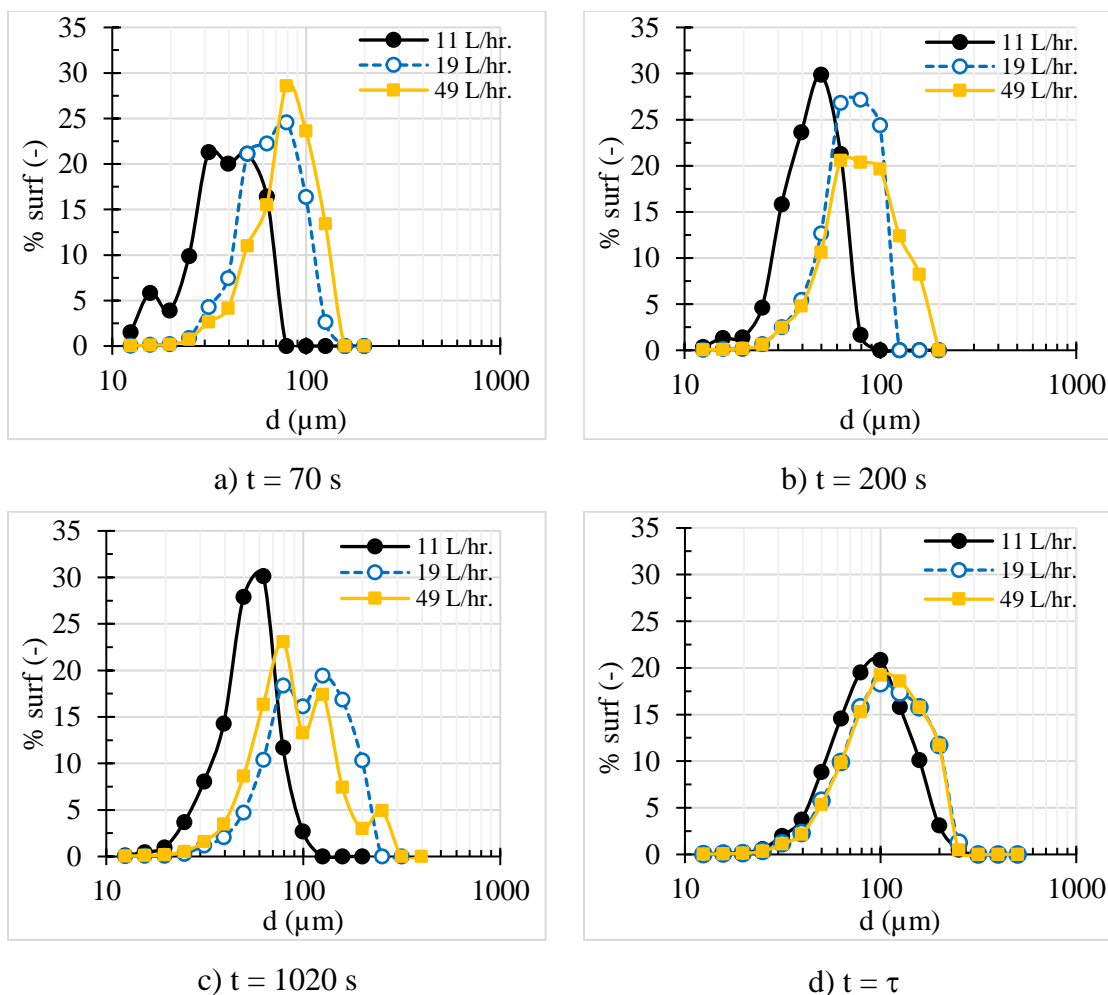 35
30
25
20
15
10
5
0
% surf (-)
11 L/hr.
19 L/hr.
49 L/hr.
10
100
1000
d (µm)
a) t = 70 s
35
30
25
20
15
10
5
0
% surf (-)
11 L/hr.
19 L/hr.
49 L/hr.
10
100
1000
d (µm)
b) t = 200 s
35
30
25
20
15
10
5
0
% surf (-)
11 L/hr.
19 L/hr.
49 L/hr.
10
100
1000
d (µm)
c) t = 1020 s
35
30
25
20
15
10
5
0
% surf (-)
11 L/hr.
19 L/hr.
49 L/hr.
10
100
1000
d (µm)
d) t = τ